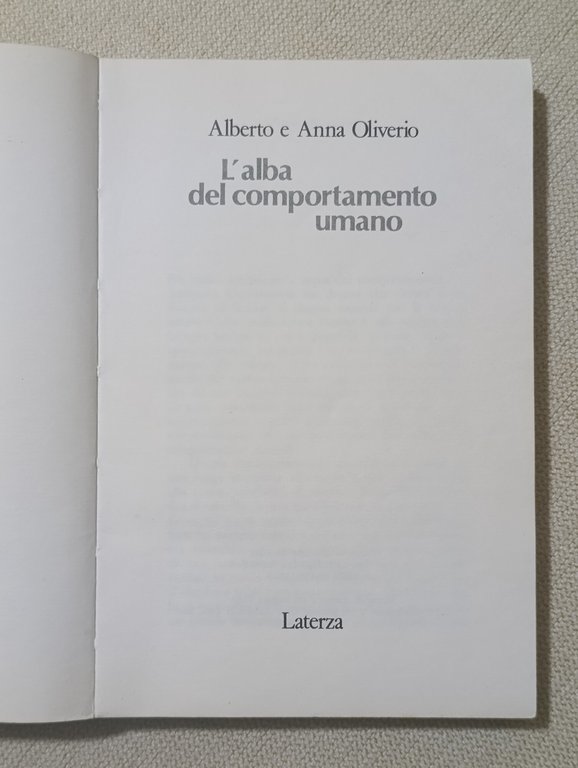 Alberto e Anna Oliverio
L'alba
del comportamento
umano
Laterza